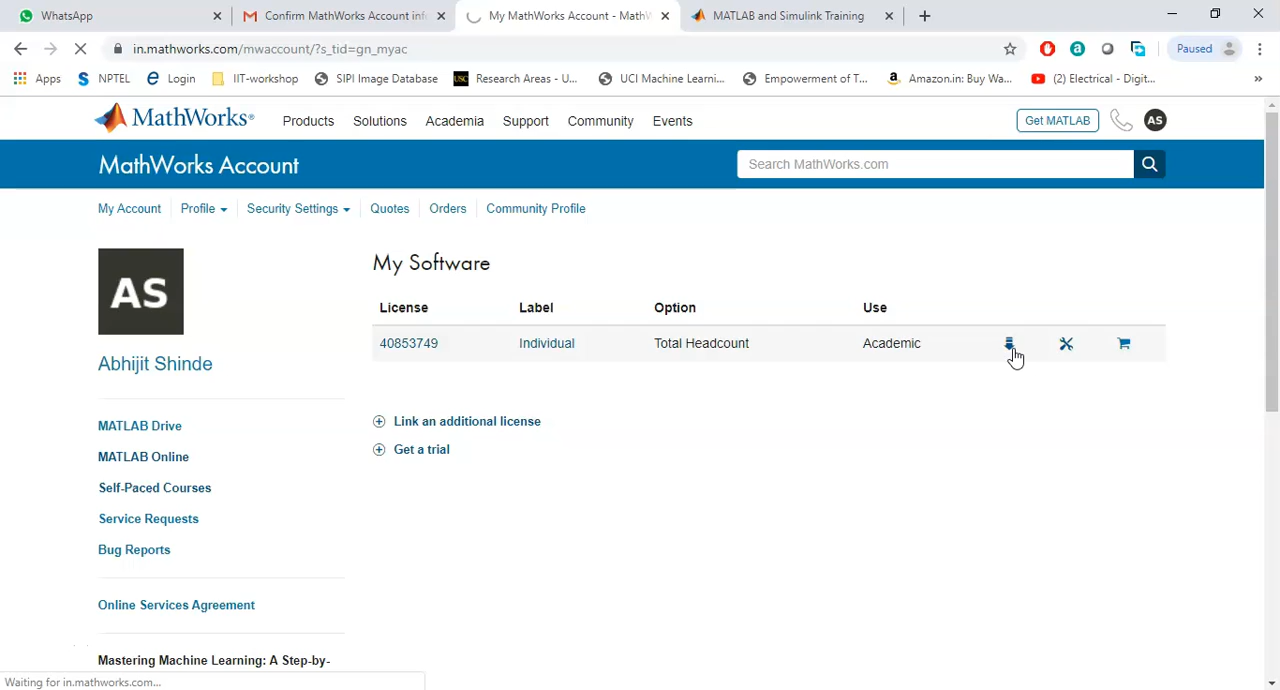 WhatsApp
Confirm MathWorks Account inf
My MathWorks Account - MathW
MATLAB and Simulink Training
in.mathworks.com/mwaccount/?s_tid=gn_myac
Paused
Apps NPTEL Login IIT-workshop SIPI Image Database USC Research Areas - U... UCI Machine Learni... Empowerment of T... Amazon.in: Buy Wa... (2) Electrical - Digit... »
MathWorks® Products Solutions Academia Support Community Events Get MATLAB AS
MathWorks Account Search MathWorks.com
My Account Profile Security Settings Quotes Orders Community Profile
AS
Abhijit Shinde
MATLAB Drive
MATLAB Online
Self-Paced Courses
Service Requests
Bug Reports
Online Services Agreement
Mastering Machine Learning: A Step-by-
My Software
License Label Option Use
40853749 Individual Total Headcount Academic
Link an additional license
Get a trial
Waiting for in.mathworks.com...